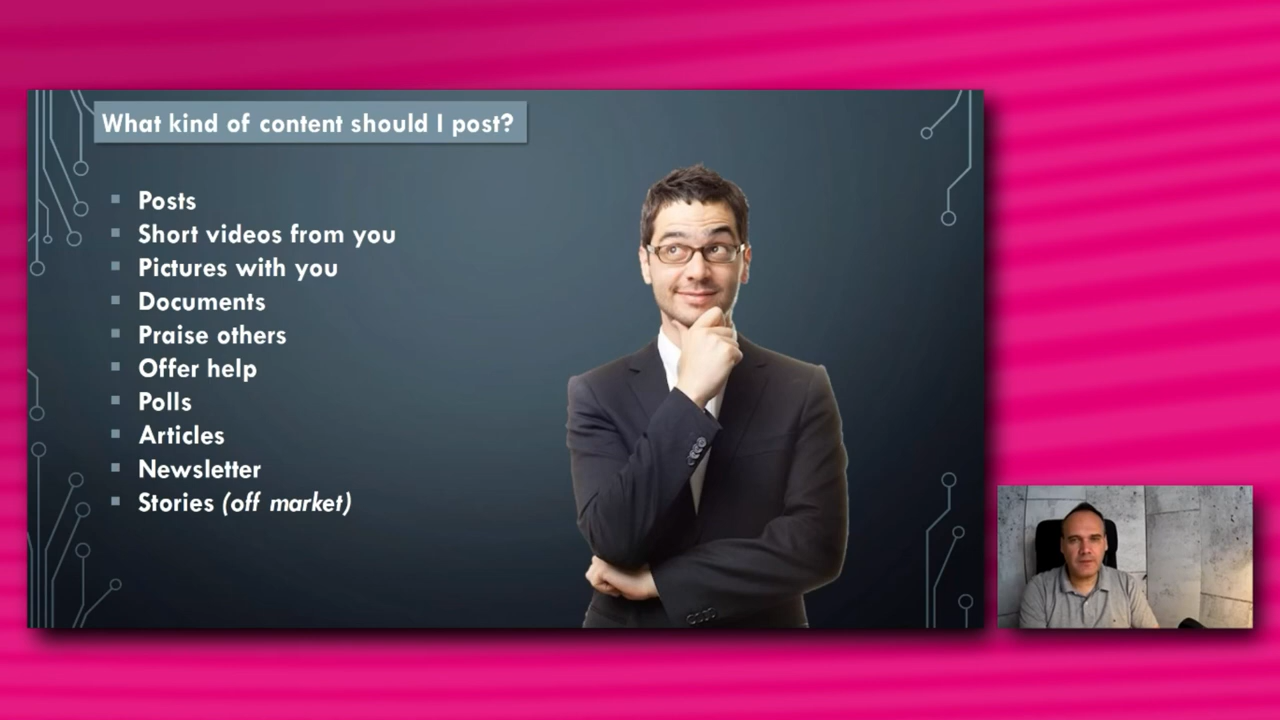 What kind of content should I post?
Posts
Short videos from you
Pictures with you
Documents
Praise others
Offer help
Polls
Articles
Newsletter
Stories (off market)